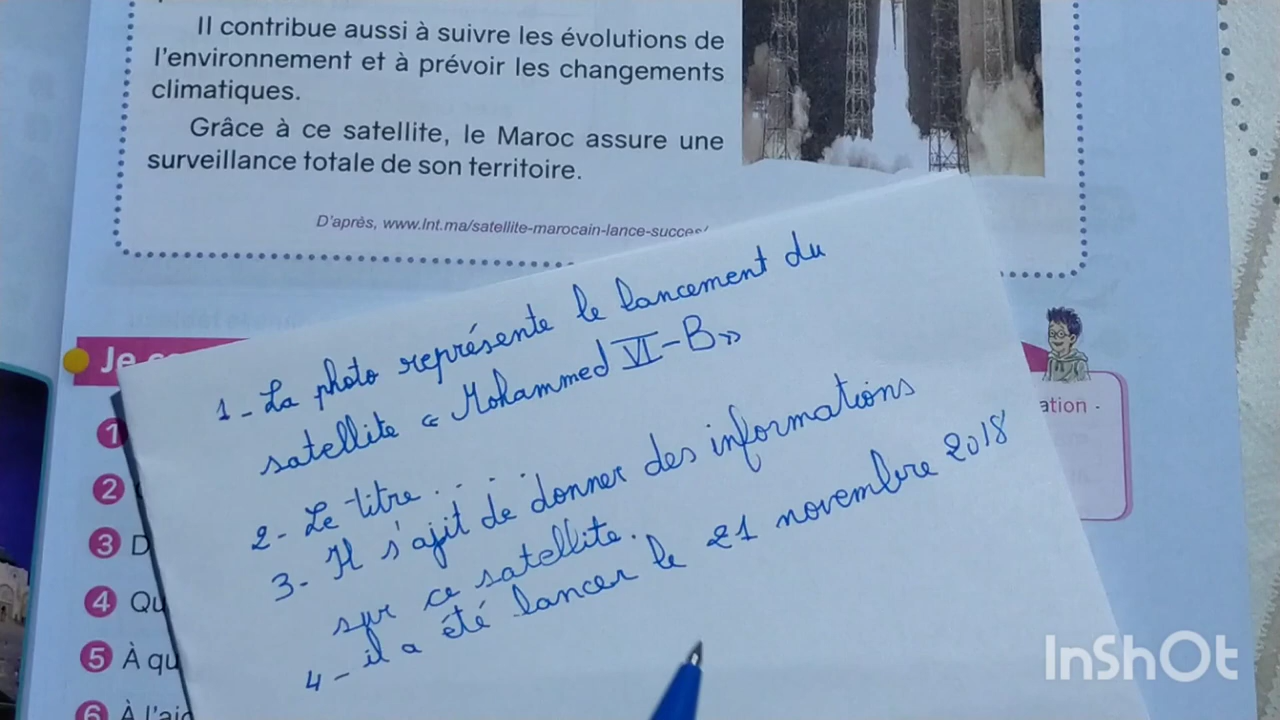 Il contribue aussi à suivre les évolutions de
l'environnement et à prévoir les changements
climatiques.
Grâce à ce satellite, le Maroc assure une
surveillance totale de son territoire.
D'après, www.lnt.ma/satellite-marocain-lance-succes/
Je
1 - La photo représente le lancement du
satellite « Mohammed VI - B »
2 - Le titre . . . . .
3 - Il s'ajit de donner des informations
sur ce satellite.
4 - il a été lancer le 21 novembre 2018
ation -
1
2
3 D
4 Qu
5 À qu
6 À l'aid
InShOt